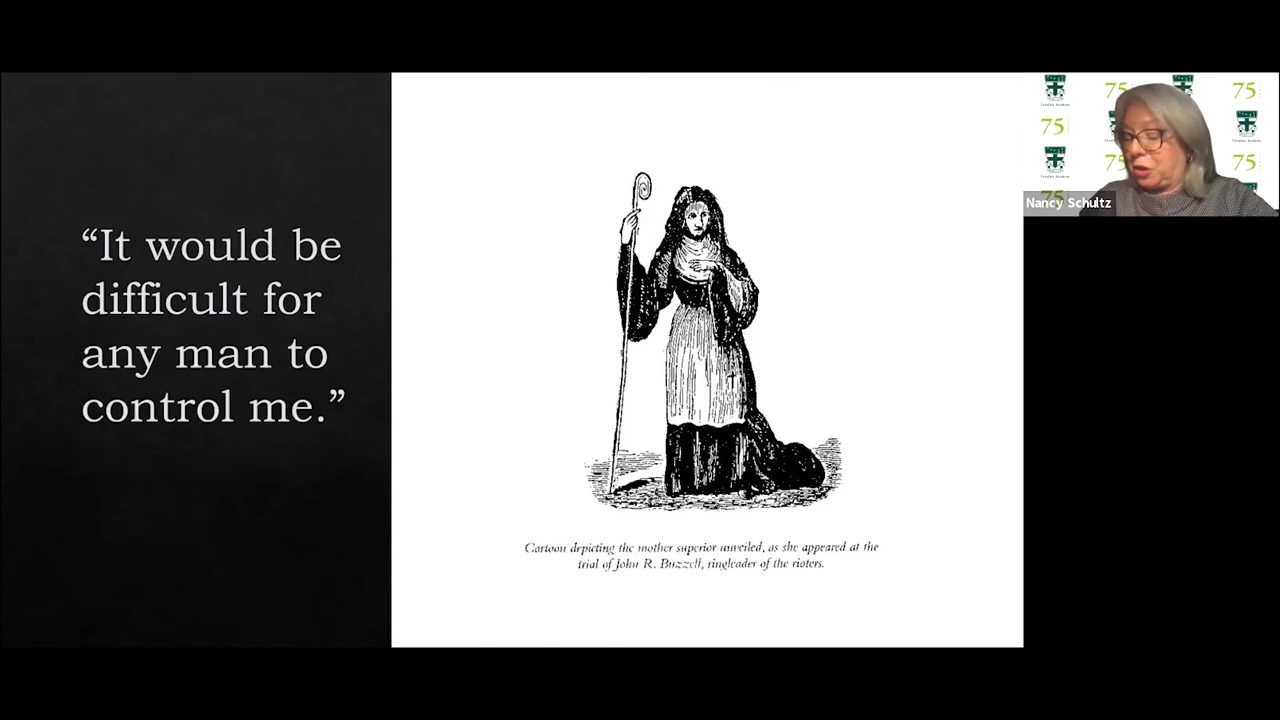 “It would be
difficult for
any man to
control me.”
Cartoon depicting the mother superior unveiled, as she appeared at the
trial of John R. Buzzell, ringleader of the rioters.
75
75
75
75
75
75
Nancy Schultz